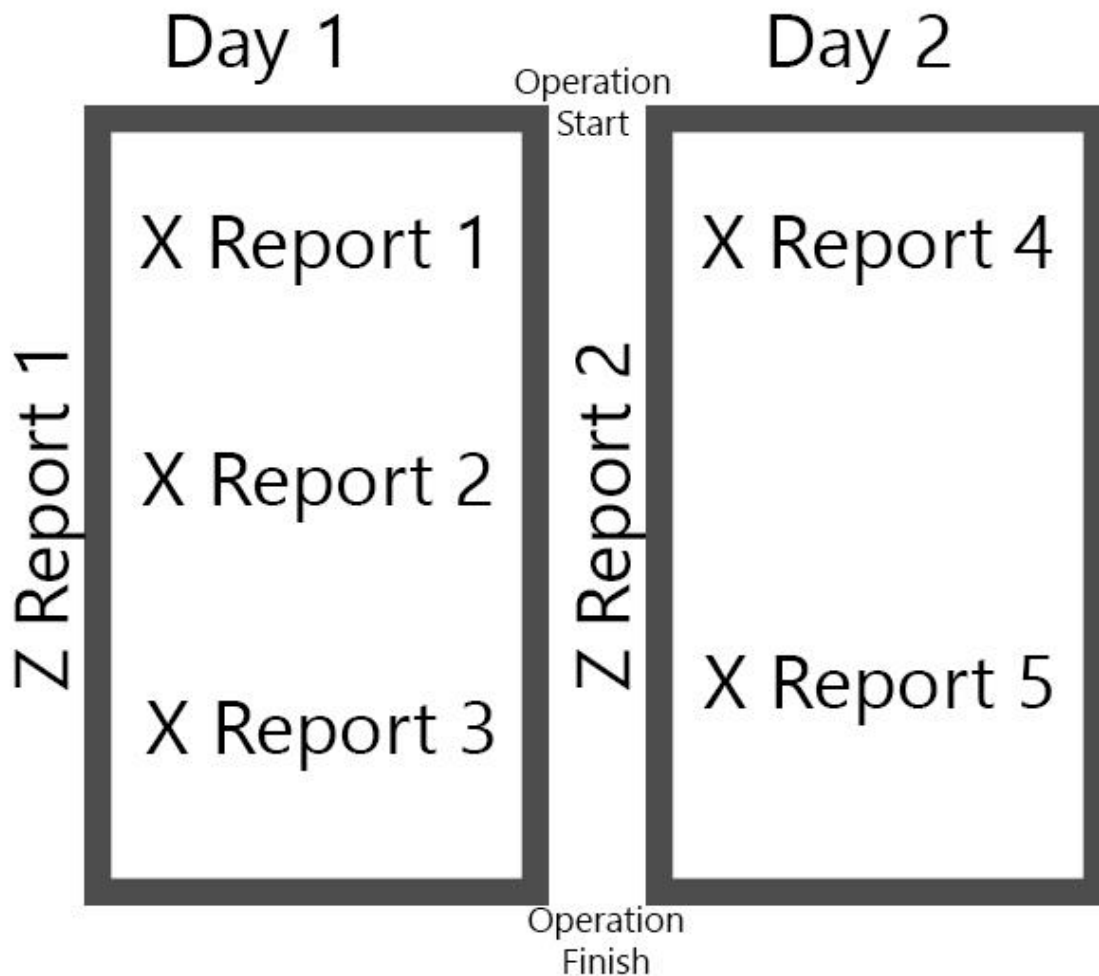 Day 1
Day 2
Operation
Start
Z Report 1
X Report 1
X Report 2
X Report 3
Z Report 2
X Report 4
X Report 5
Operation
Finish